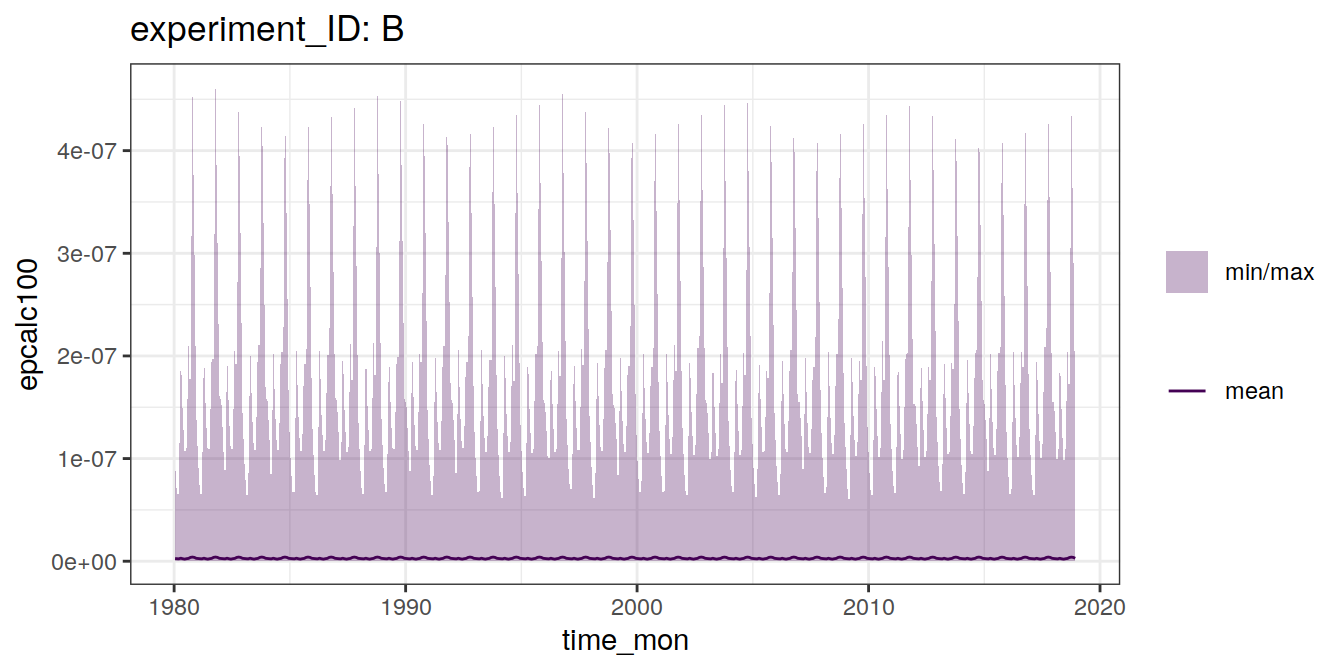 experiment_ID: B
epcalc100
4e-07
3e-07
2e-07
1e-07
0e+00
1980
1990
2000
2010
2020
time_mon
min/max
mean